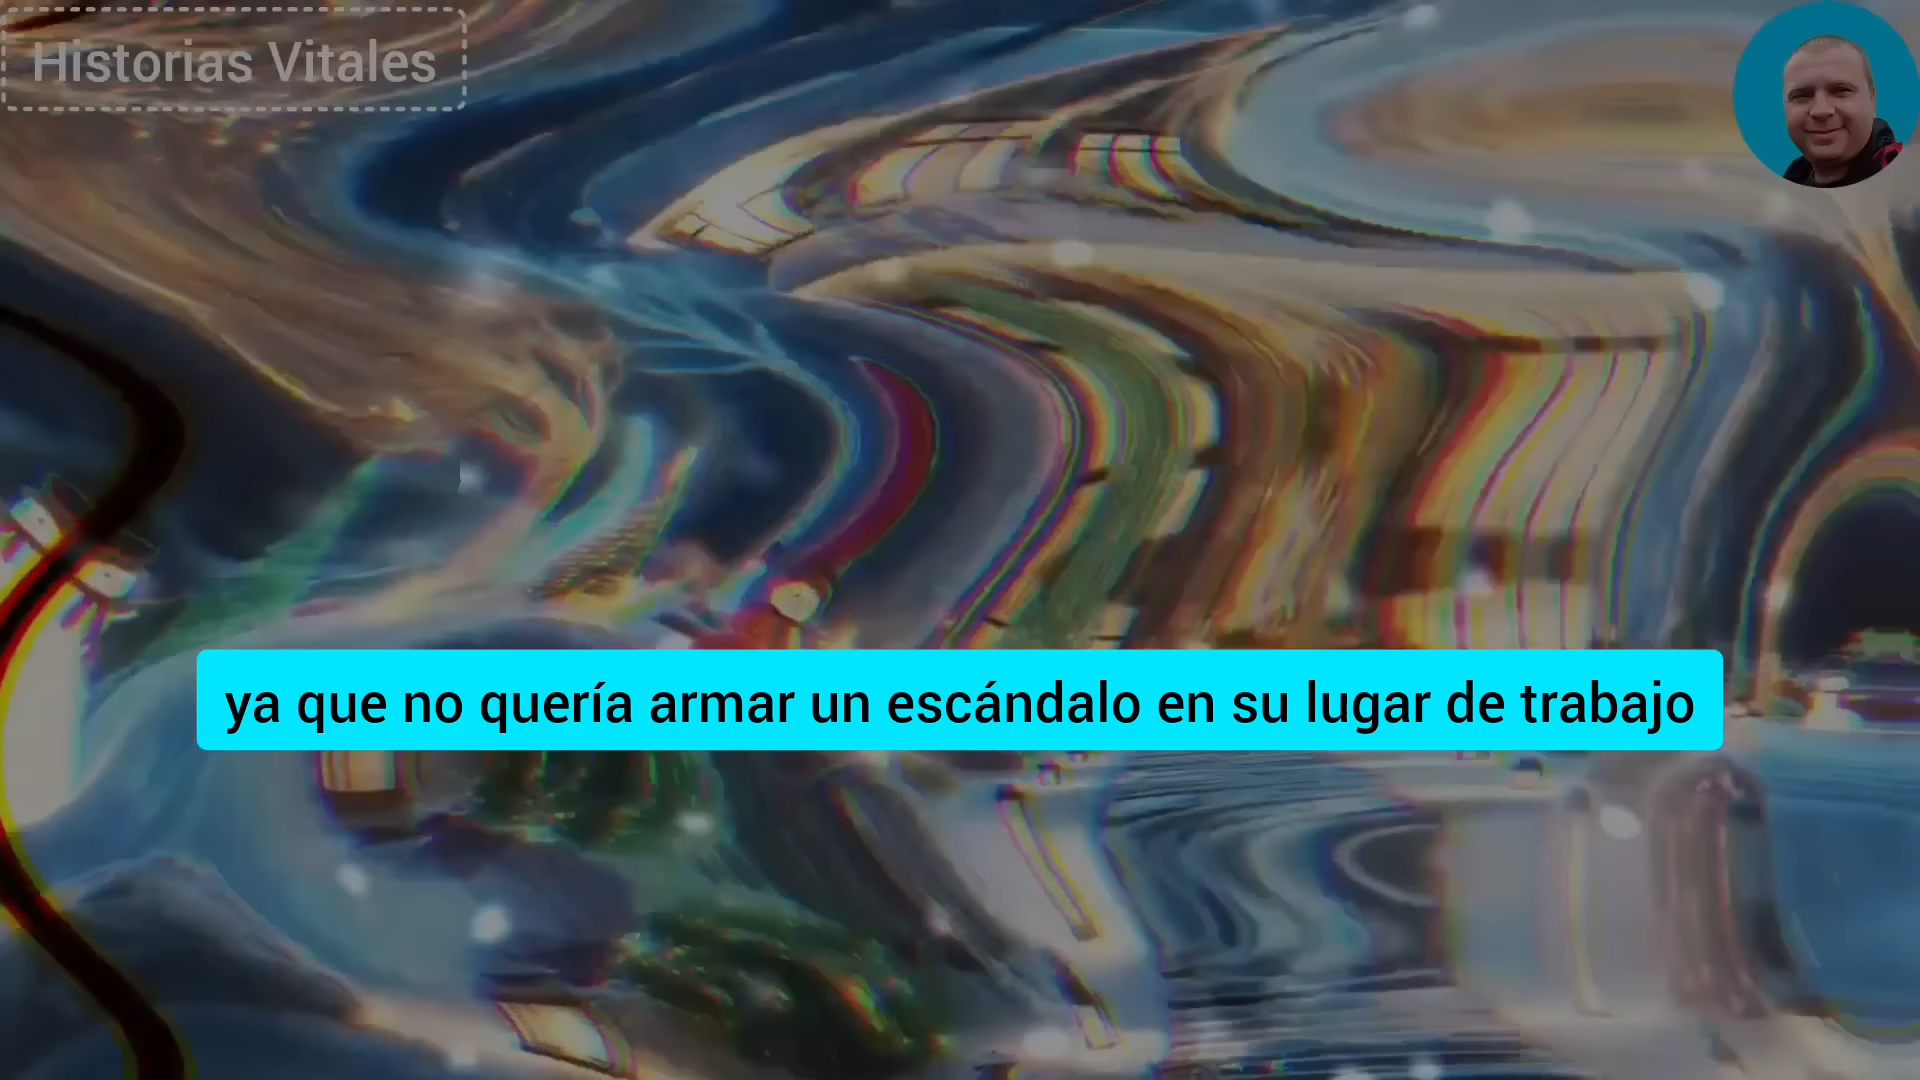 Historias Vitales
ya que no quería armar un escándalo en su lugar de trabajo